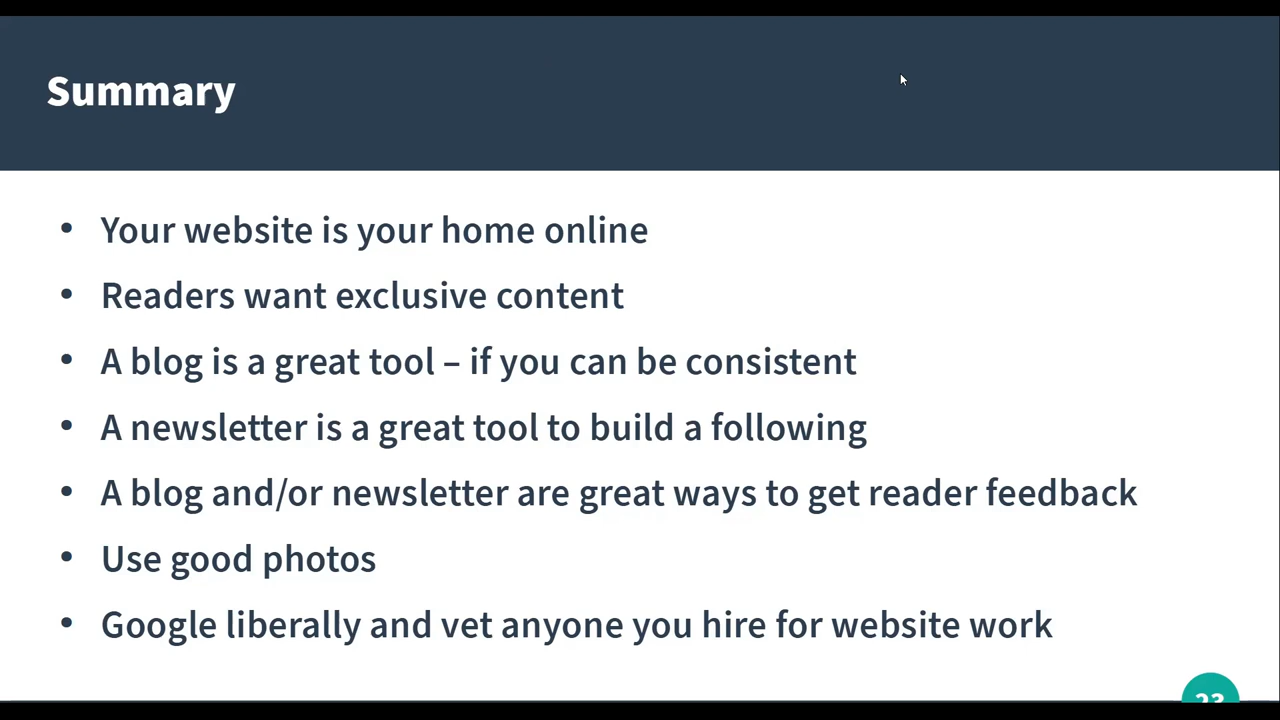 Summary
• Your website is your home online
• Readers want exclusive content
• A blog is a great tool – if you can be consistent
• A newsletter is a great tool to build a following
• A blog and/or newsletter are great ways to get reader feedback
• Use good photos
• Google liberally and vet anyone you hire for website work
23